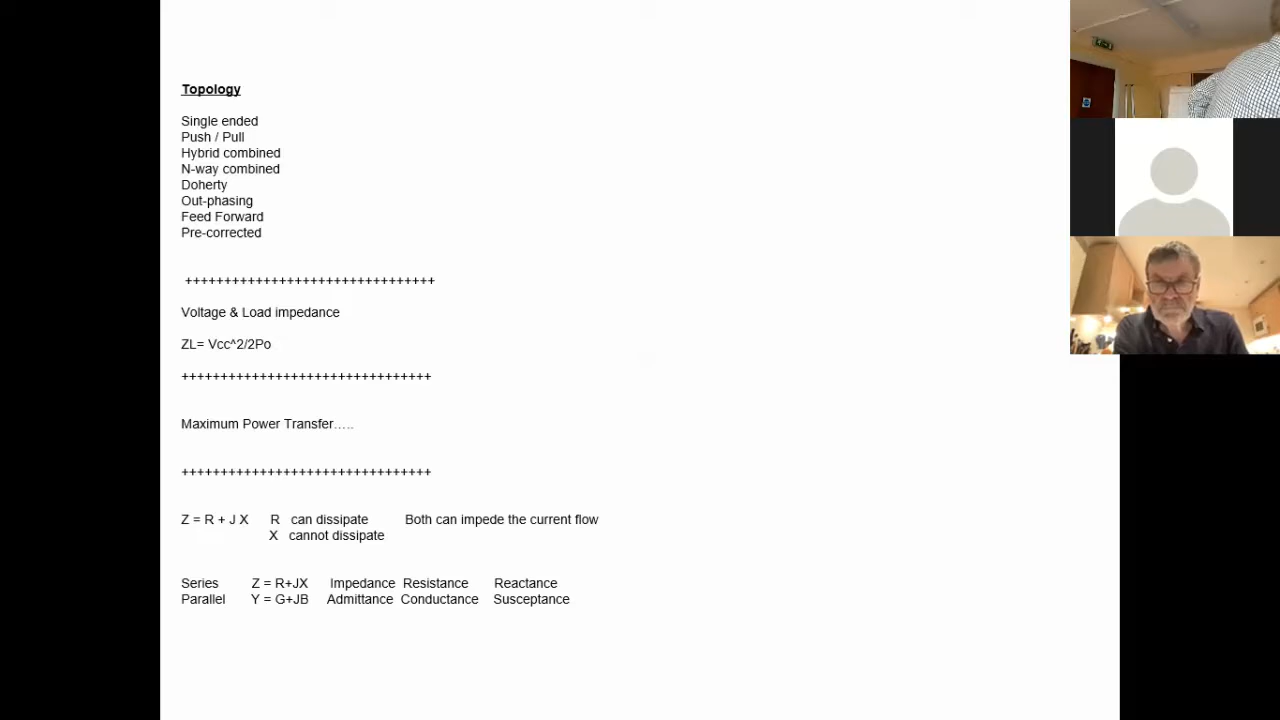 Topology
Single ended
Push / Pull
Hybrid combined
N-way combined
Doherty
Out-phasing
Feed Forward
Pre-corrected
++++++++++++++++++++++++++++++++
Voltage & Load impedance
ZL= Vcc^2/2Po
++++++++++++++++++++++++++++++++
Maximum Power Transfer…..
++++++++++++++++++++++++++++++++
Z = R + J X R can dissipate Both can impede the current flow
X cannot dissipate
Series Z = R+JX Impedance Resistance Reactance
Parallel Y = G+JB Admittance Conductance Susceptance